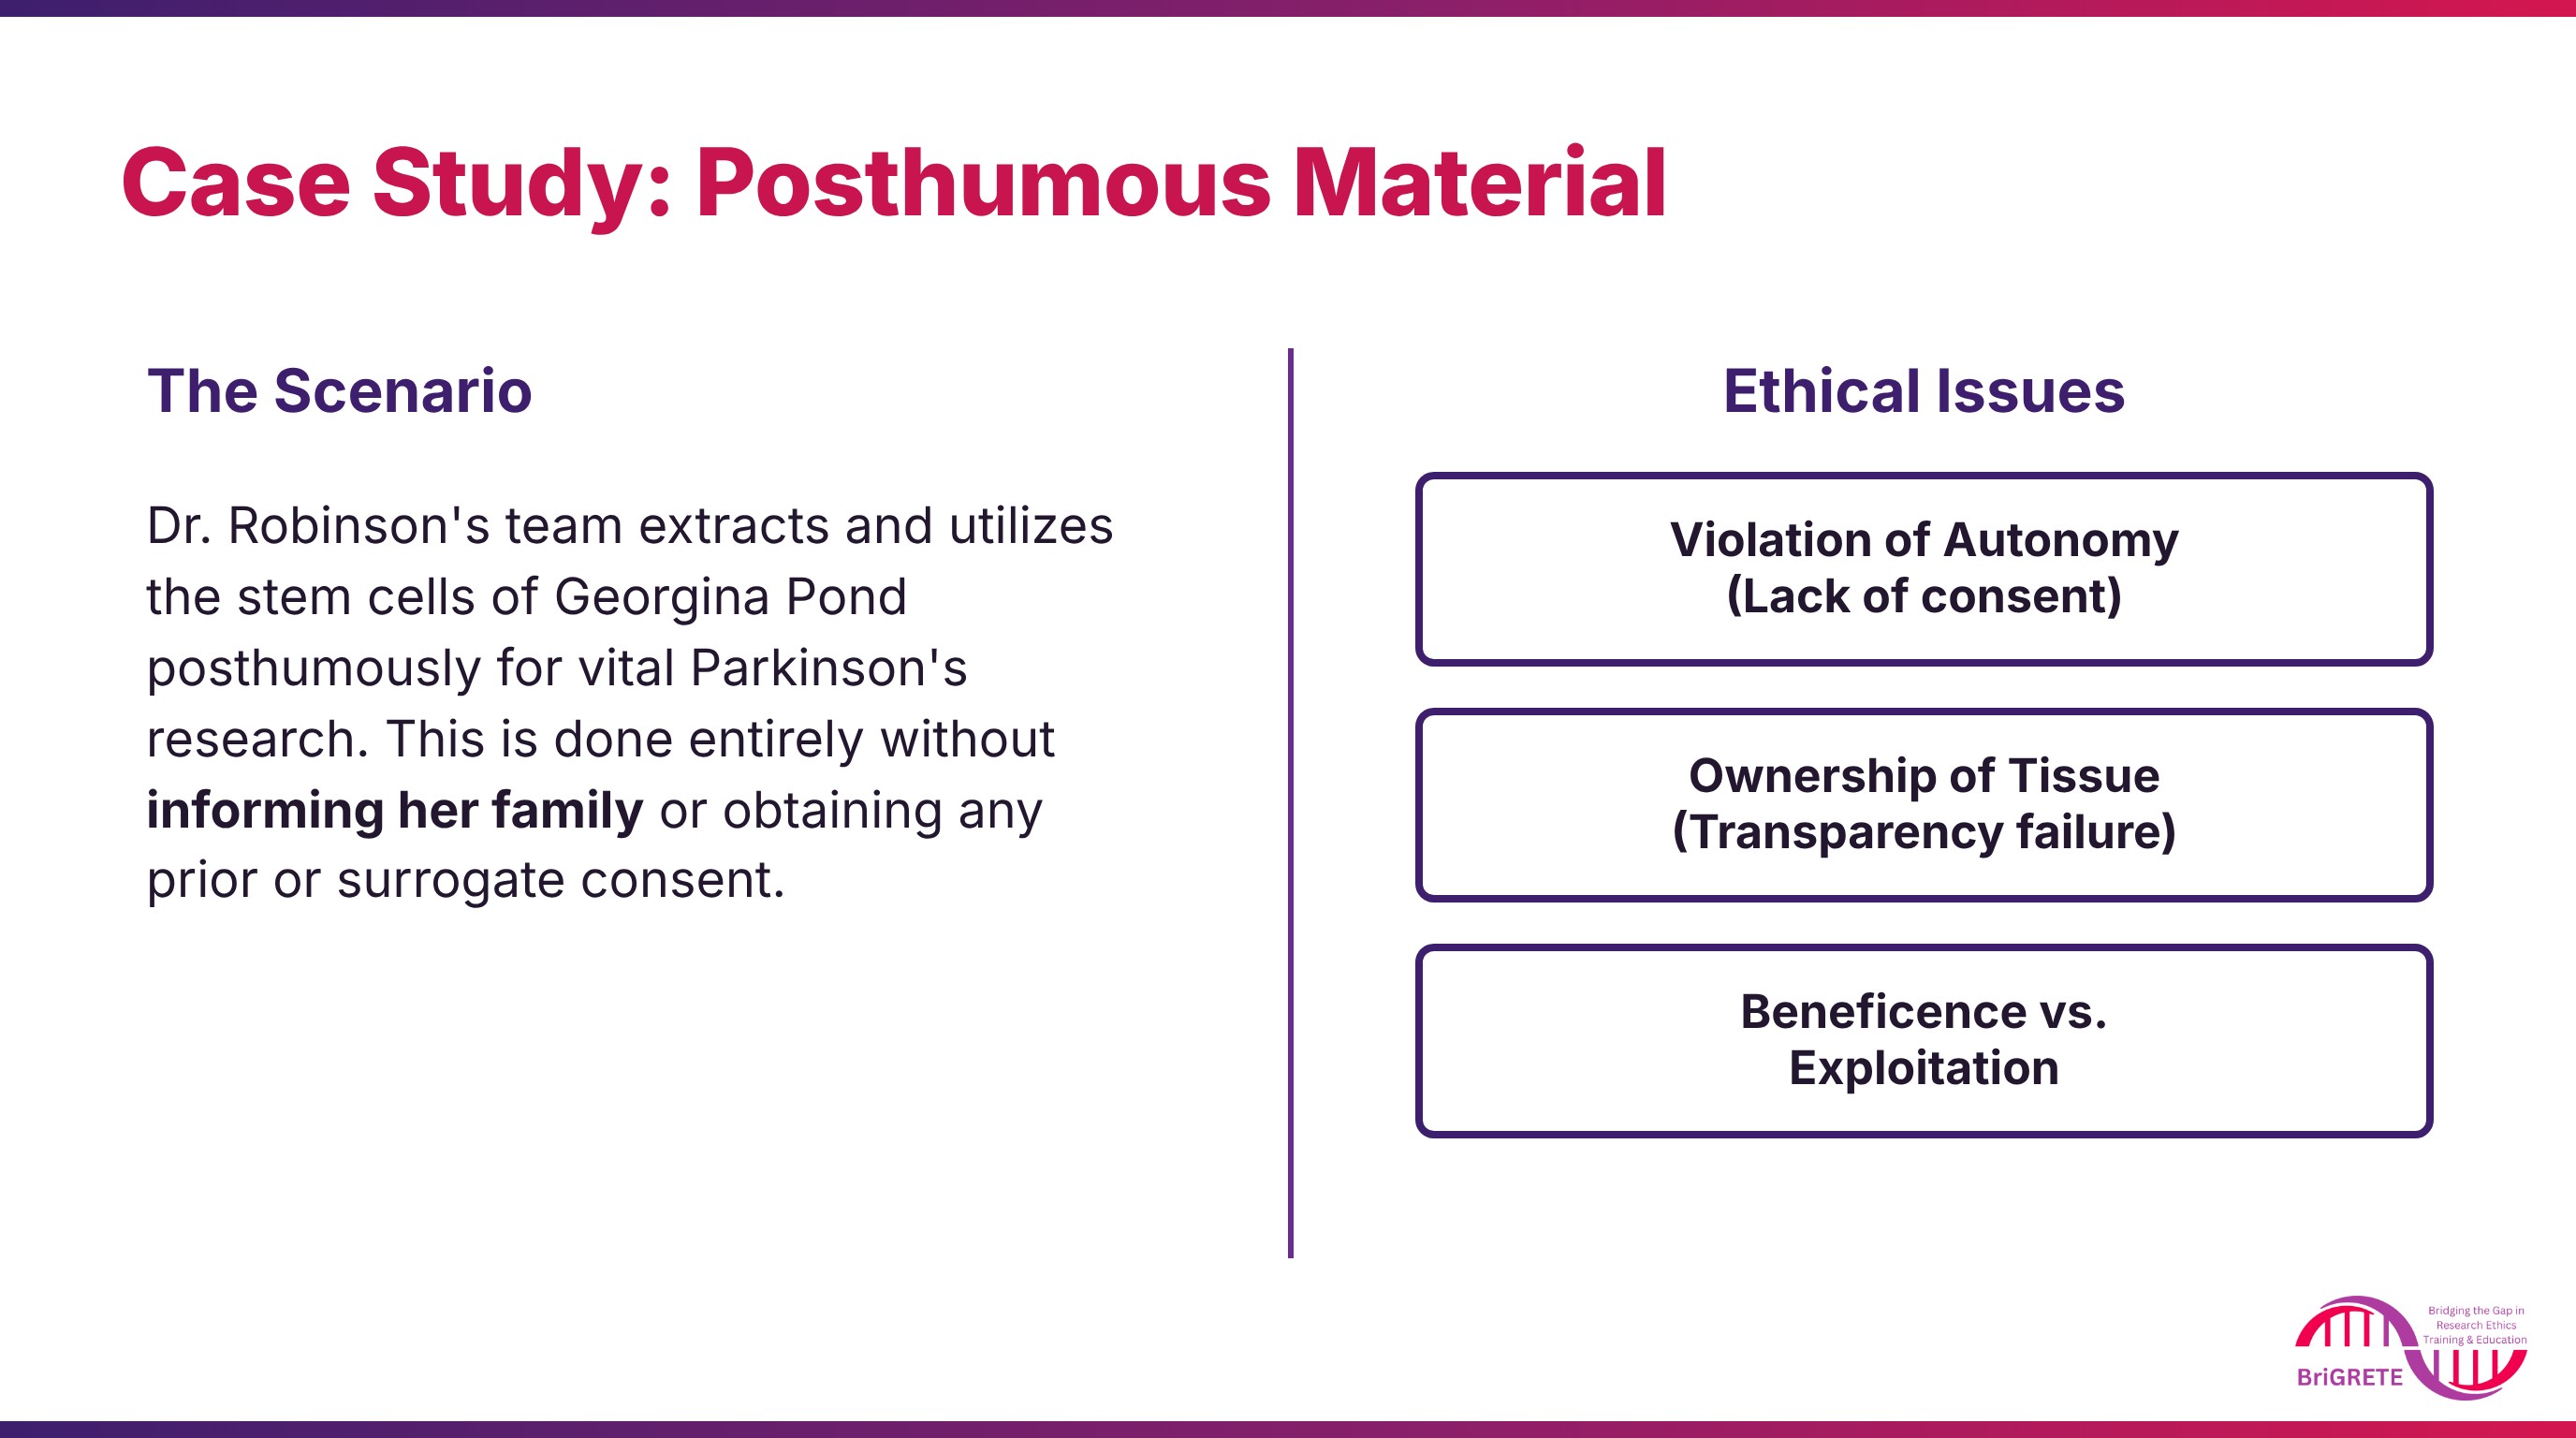 Case Study: Posthumous Material
The Scenario
Dr. Robinson's team extracts and utilizes
the stem cells of Georgina Pond
posthumously for vital Parkinson's
research. This is done entirely without
informing her family or obtaining any
prior or surrogate consent.
Ethical Issues
Violation of Autonomy
(Lack of consent)
Ownership of Tissue
(Transparency failure)
Beneficence vs.
Exploitation
Bridging the Gap in
Research Ethics
Training & Education
BriGRETE